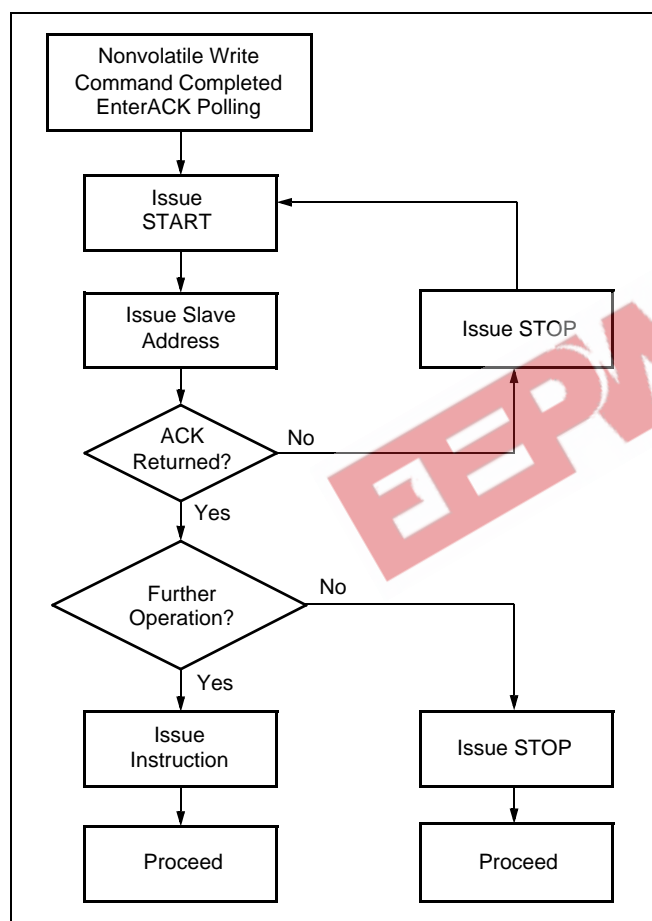 Nonvolatile Write
Command Completed
EnterACK Polling
Issue
START
Issue Slave
Address
Issue STOP
ACK
Returned?
No
Yes
Further
Operation?
No
Yes
Issue
Instruction
Issue STOP
Proceed
Proceed
EEPW